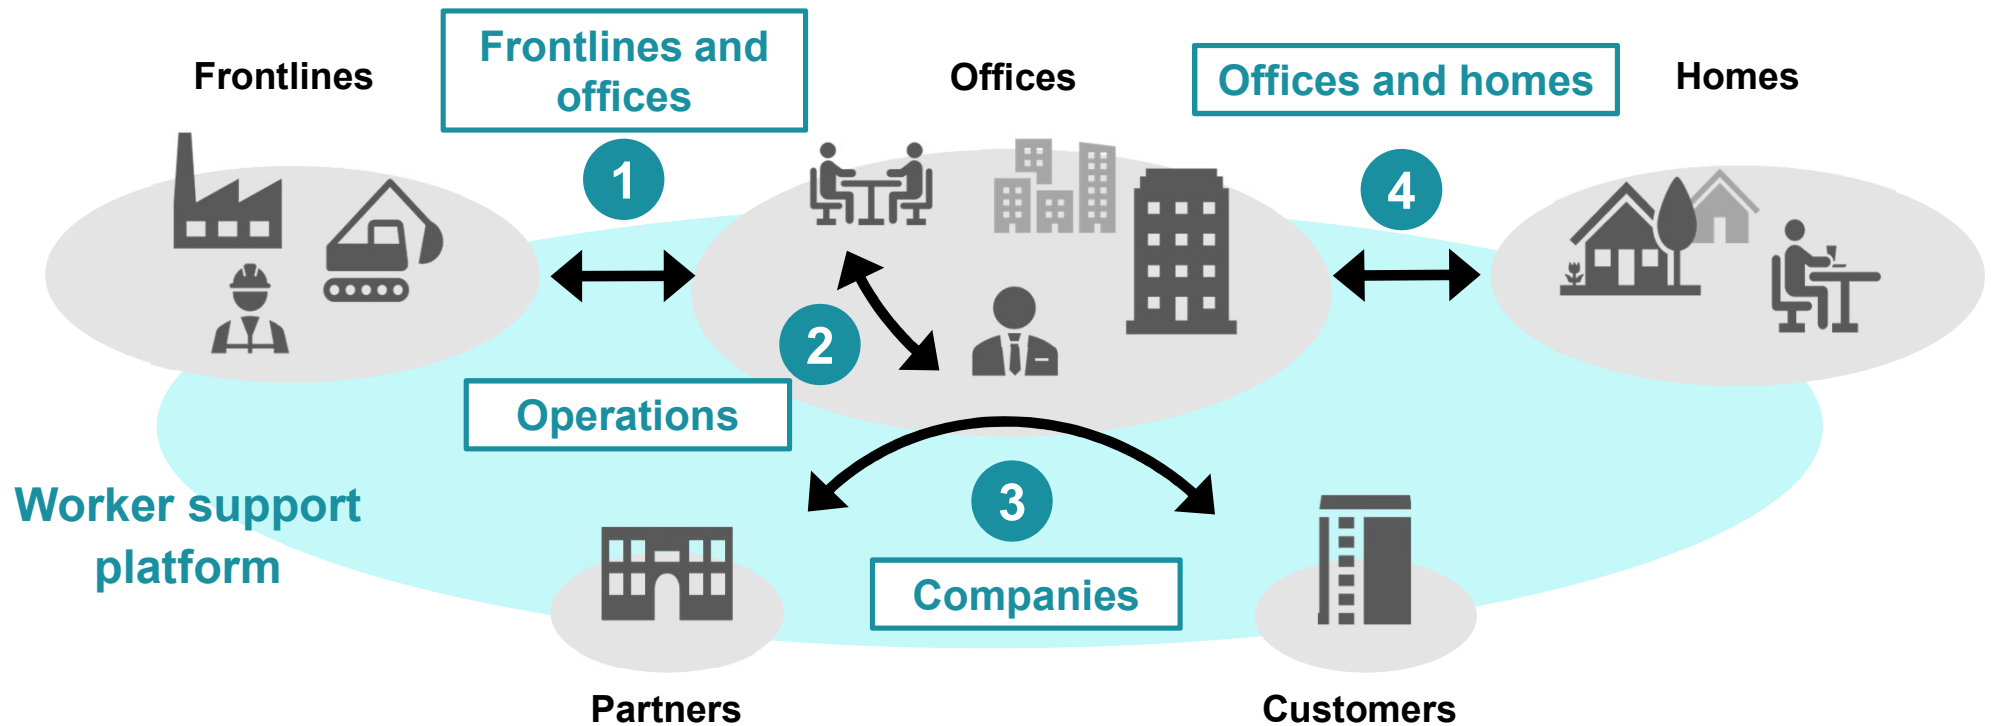 Frontlines
Frontlines and
offices
Offices
Offices and homes
Homes
1
4
2
Operations
3
Worker support
platform
Companies
Partners
Customers